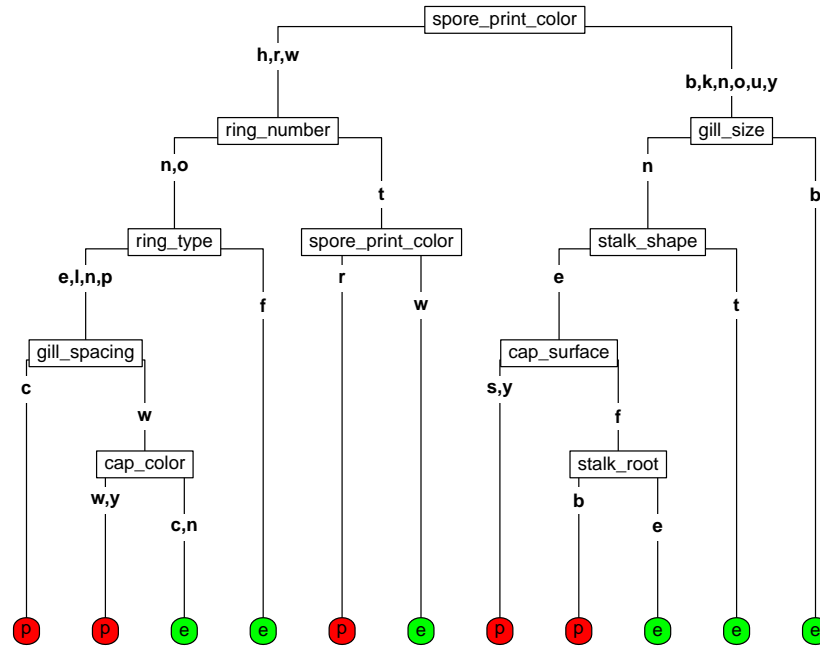 spore_print_color
h,r,w
b,k,n,o,u,y
ring_number
gill_size
n,o
t
n
b
ring_type
spore_print_color
stalk_shape
e,l,n,p
f
r
w
e
t
gill_spacing
cap_surface
c
w
s,y
f
cap_color
stalk_root
w,y
c,n
b
e
p p e e p e p p e e e